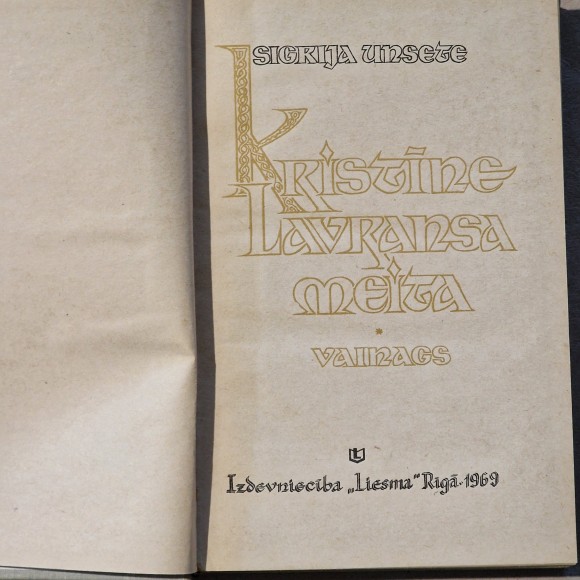 SIGRIJA UNSETE
KRISTĪNE
LAVRANSA
MEITA
*
VAINAGS
Izdevniecība „Liesma” Rīgā · 1969